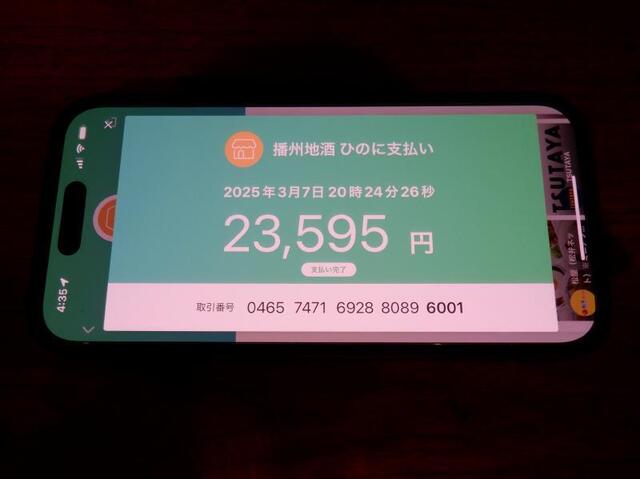 播州地酒 ひのに支払い
2025年3月7日 20時24分26秒
23,595 円
支払い完了
取引番号 0465 7471 6928 8089 6001
4:35
TSUTAYA
TSUTAYA